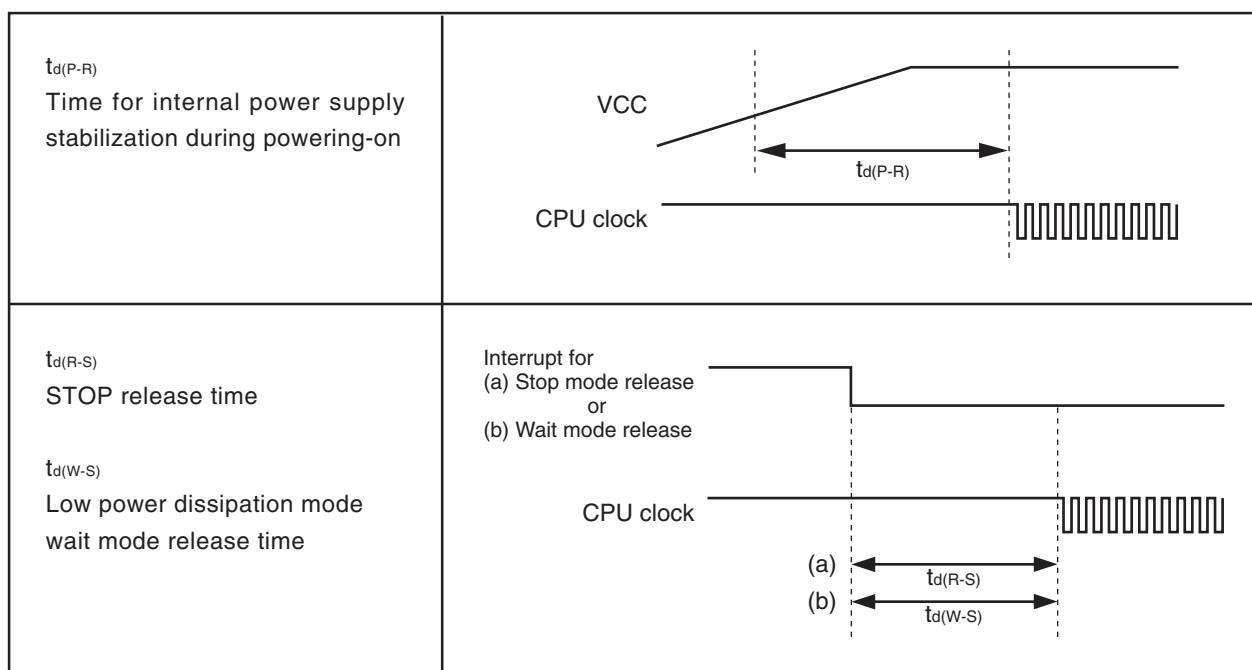 td(P-R)
Time for internal power supply
stabilization during powering-on
VCC
td(P-R)
CPU clock
td(R-S)
STOP release time
td(W-S)
Low power dissipation mode
wait mode release time
Interrupt for
(a) Stop mode release
or
(b) Wait mode release
CPU clock
(a)
td(R-S)
(b)
td(W-S)